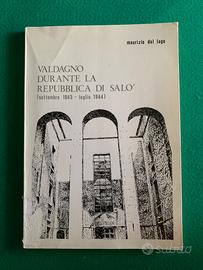 maurizio dal lago
VALDAGNO
DURANTE LA
REPUBBLICA DI SALO'
(settembre 1943 - luglio 1944)
subito